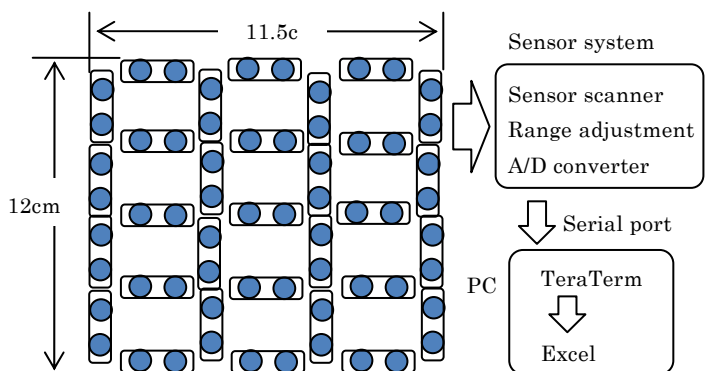 11.5c
Sensor system
Sensor scanner
Range adjustment
A/D converter
12cm
Serial port
PC
TeraTerm
Excel